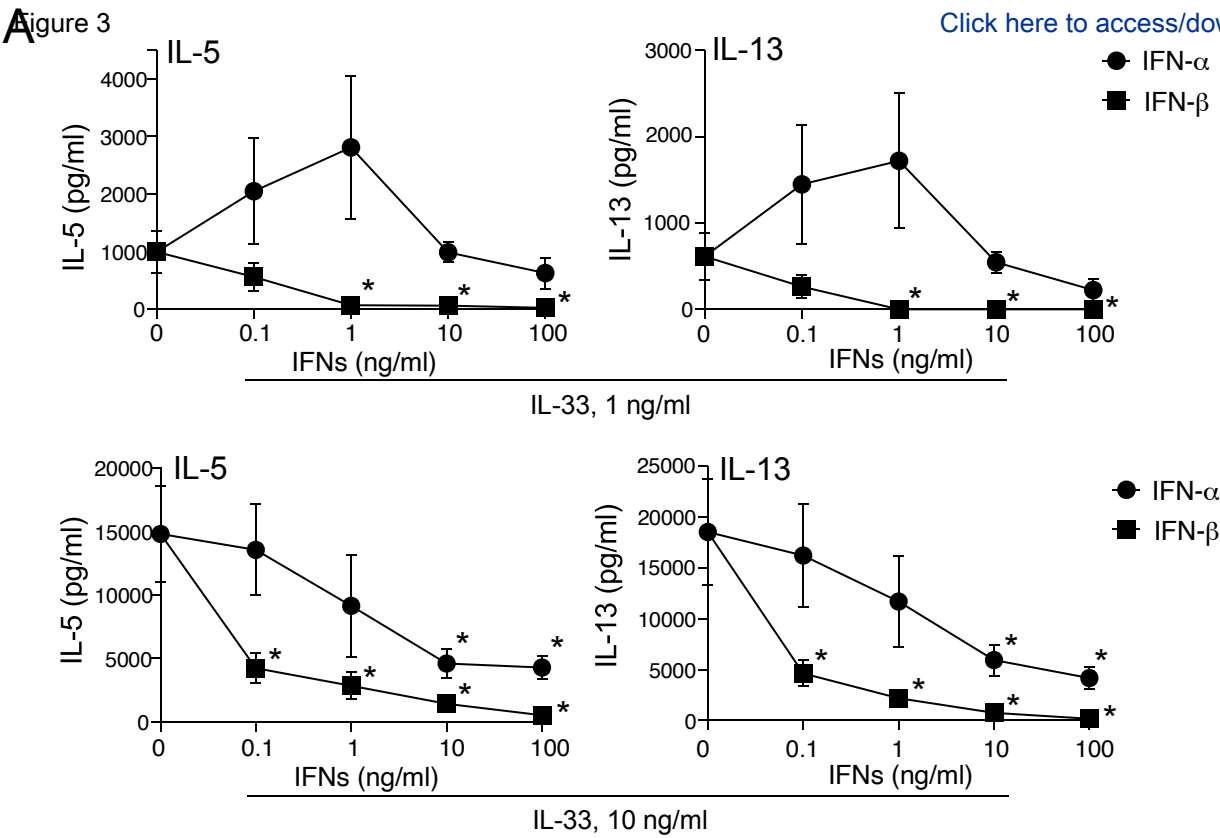 A
Figure 3
Click here to access/dow
IL-5
IL-5 (pg/ml)
4000
3000
2000
1000
0
0 0.1 1 10 100
IFNs (ng/ml)
* * *
IL-13
IL-13 (pg/ml)
3000
2000
1000
0
0 0.1 1 10 100
IFNs (ng/ml)
* * *
IFN-α
IFN-β
IL-33, 1 ng/ml
IL-5
IL-5 (pg/ml)
20000
15000
10000
5000
0
0 0.1 1 10 100
IFNs (ng/ml)
* *
* * * *
IL-13
IL-13 (pg/ml)
25000
20000
15000
10000
5000
0
0 0.1 1 10 100
IFNs (ng/ml)
* *
* * * *
IFN-α
IFN-β
IL-33, 10 ng/ml